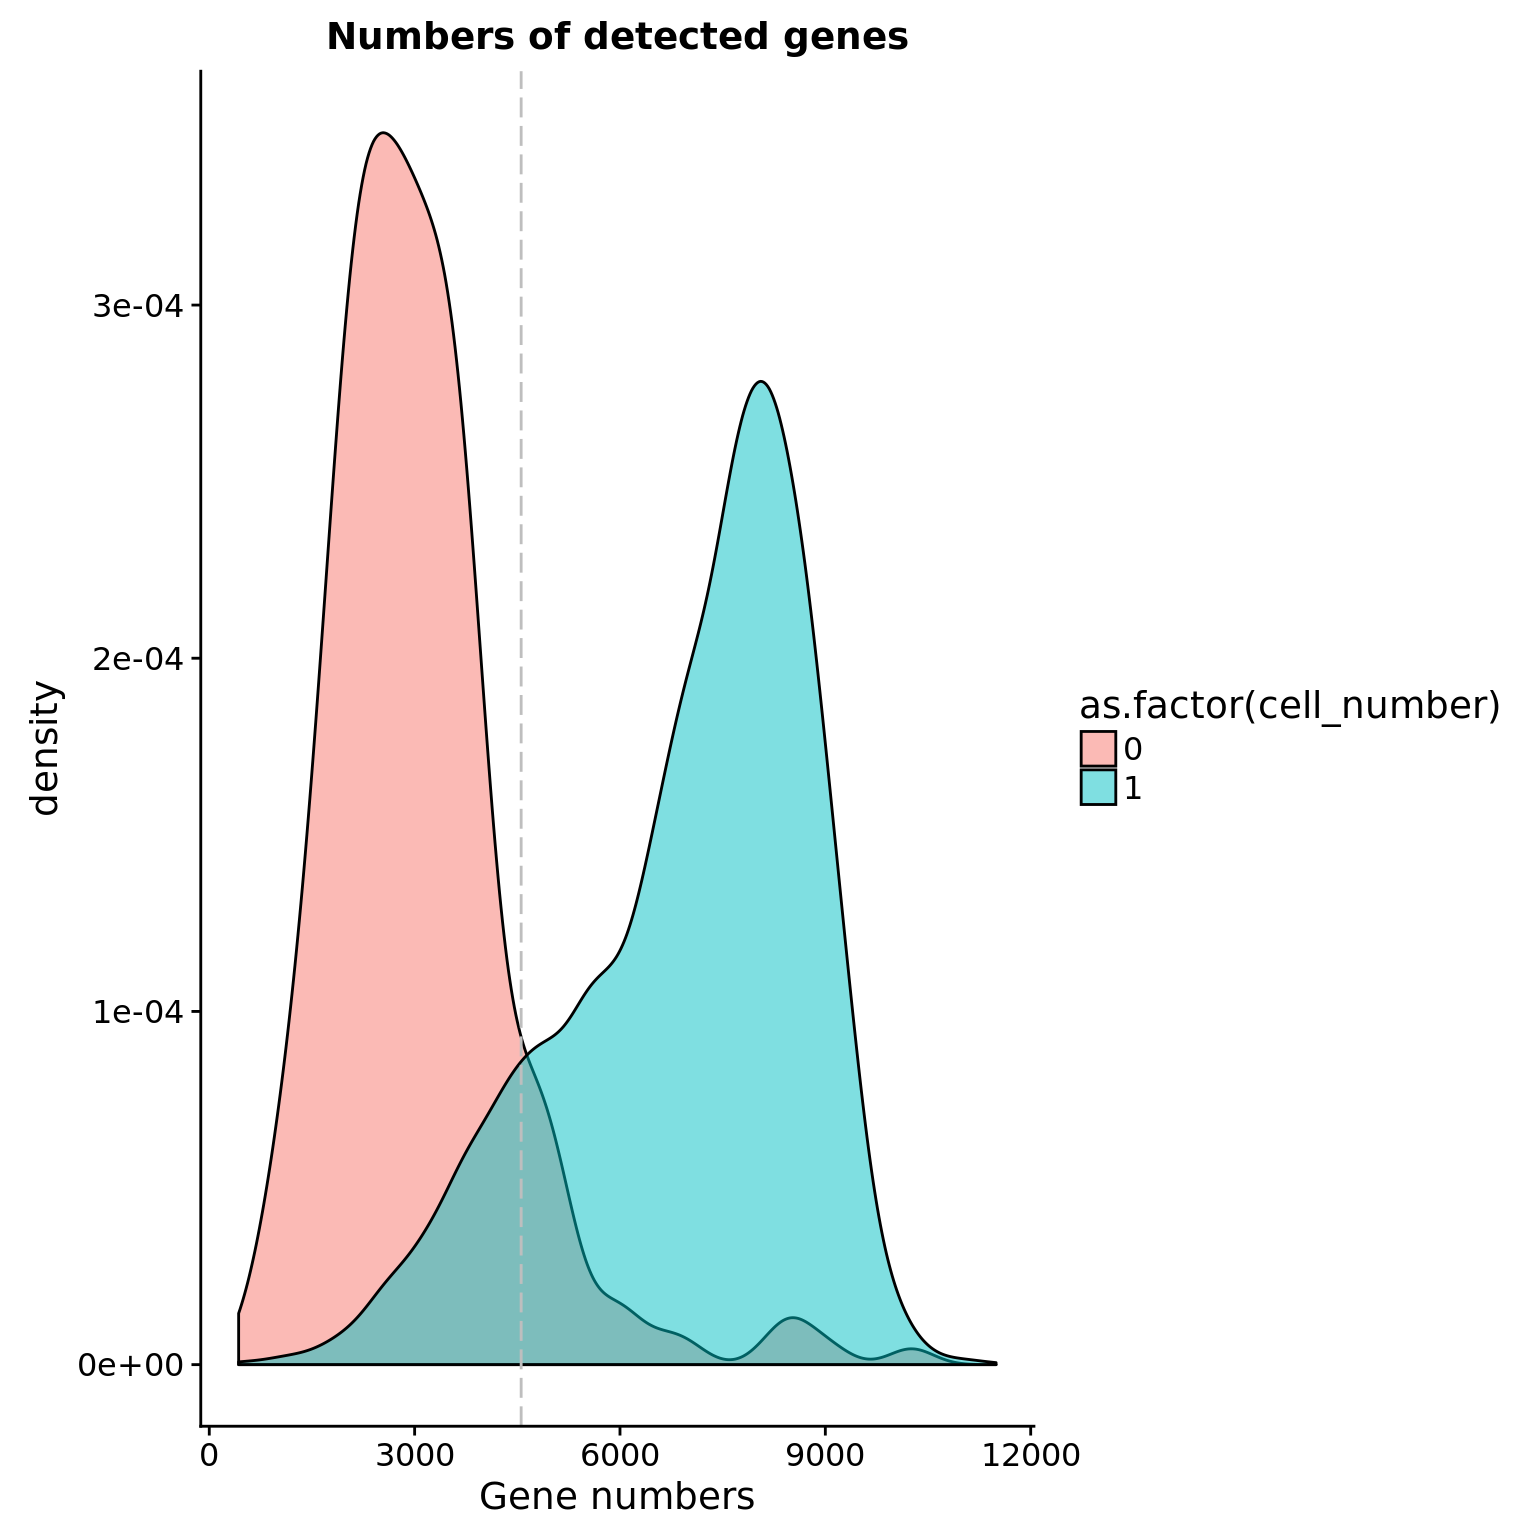 Numbers of detected genes
3e-04
2e-04
1e-04
0e+00
density
0 3000 6000 9000 12000
Gene numbers
as.factor(cell_number)
0
1